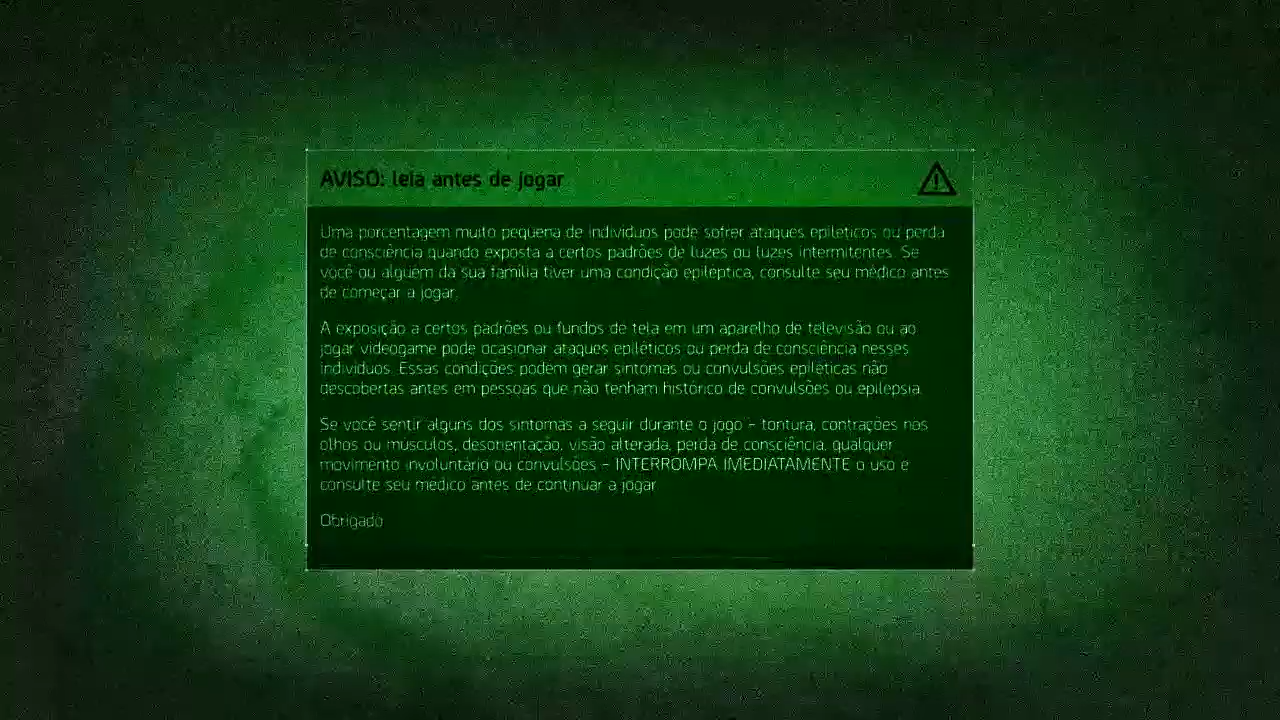 AVISO: leia antes de jogar
Uma porcentagem muito pequena de indivíduos pode sofrer ataques epiléticos ou perda
de consciência quando exposta a certos padrões de luzes ou luzes intermitentes. Se
você ou alguém da sua família tiver uma condição epiléptica, consulte seu médico antes
de começar a jogar.
A exposição a certos padrões ou fundos de tela em um aparelho de televisão ou ao
jogar videogame pode ocasionar ataques epiléticos ou perda de consciência nesses
indivíduos. Essas condições podem gerar sintomas ou convulsões epiléticas não
descobertas antes em pessoas que não tenham histórico de convulsões ou epilepsia.
Se você sentir alguns dos sintomas a seguir durante o jogo – tontura, contrações nos
olhos ou músculos, desorientação, visão alterada, perda de consciência, qualquer
movimento involuntário ou convulsões – INTERROMPA IMEDIATAMENTE o uso e
consulte seu médico antes de continuar a jogar.
Obrigado